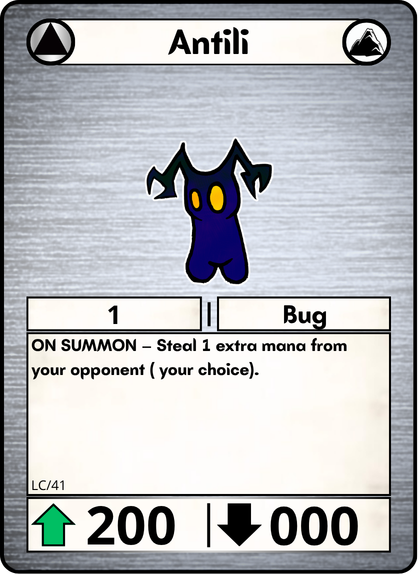 Antili
1 | Bug
ON SUMMON – Steal 1 extra mana from
your opponent ( your choice).
LC/41
200 | 000